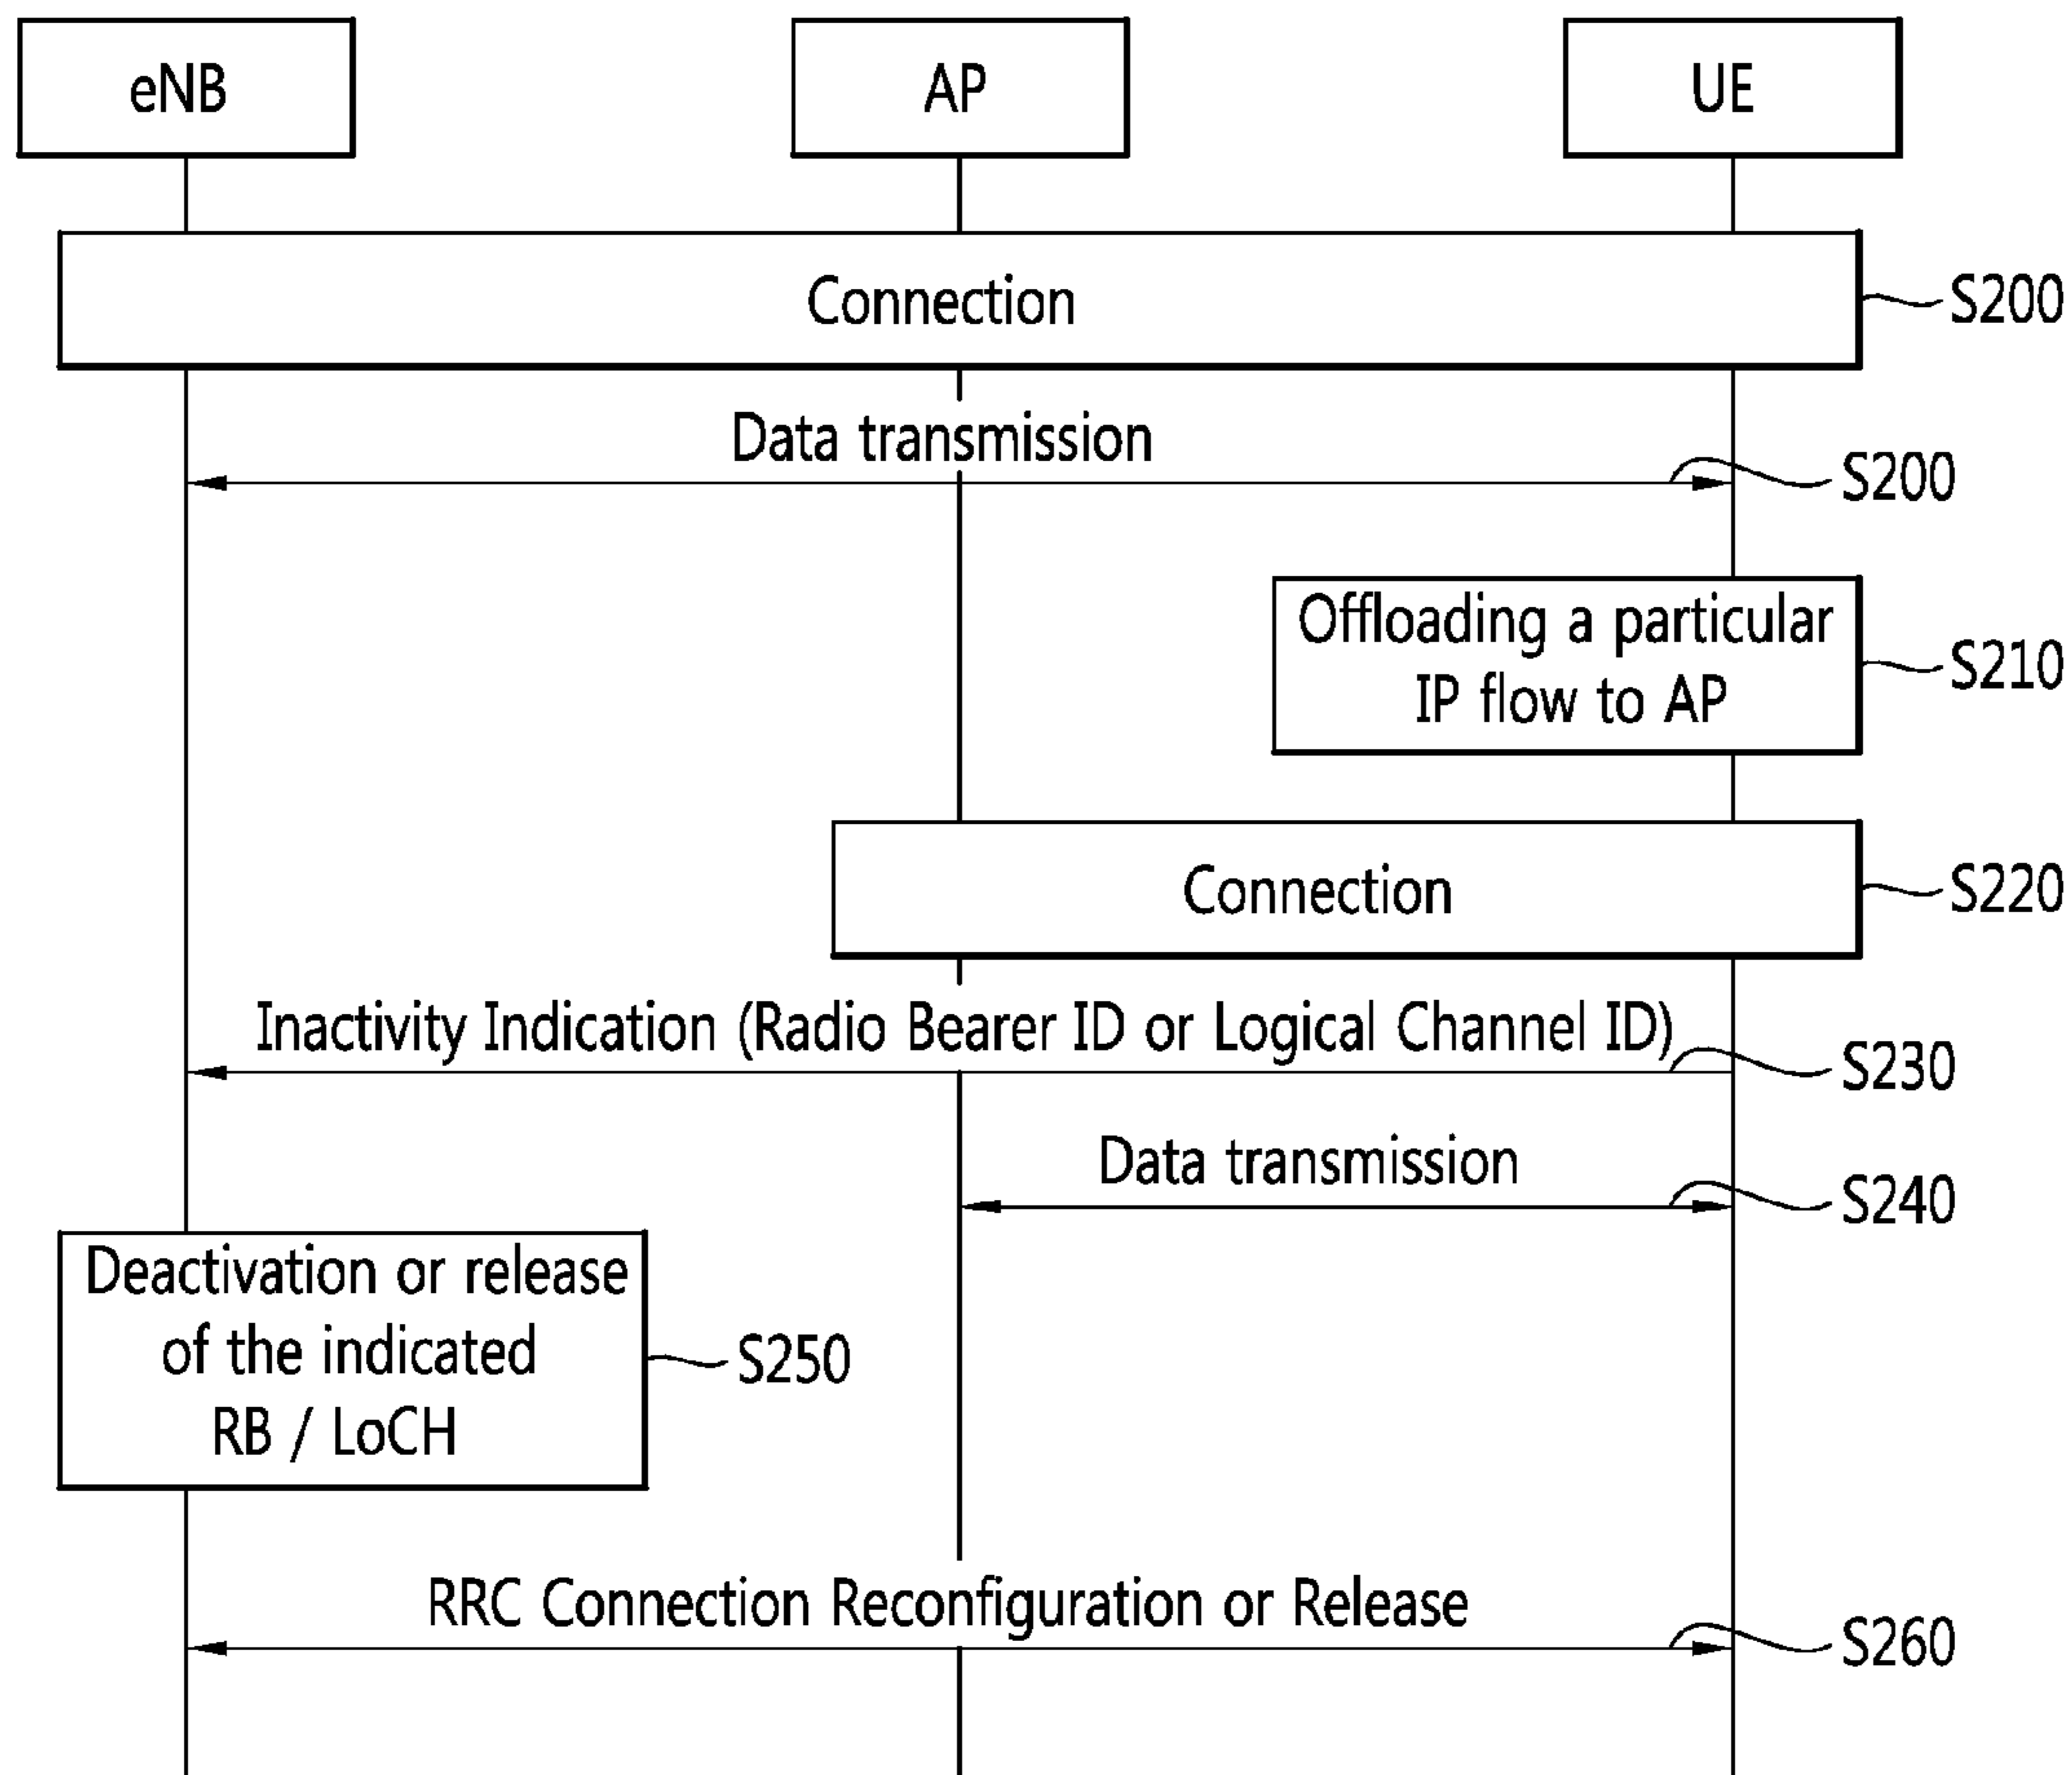 eNB
AP
UE
Connection
S200
Data transmission
S200
Offloading a particular
IP flow to AP
S210
Connection
S220
Inactivity Indication (Radio Bearer ID or Logical Channel ID)
S230
Data transmission
S240
Deactivation or release
of the indicated
RB / LoCH
S250
RRC Connection Reconfiguration or Release
S260